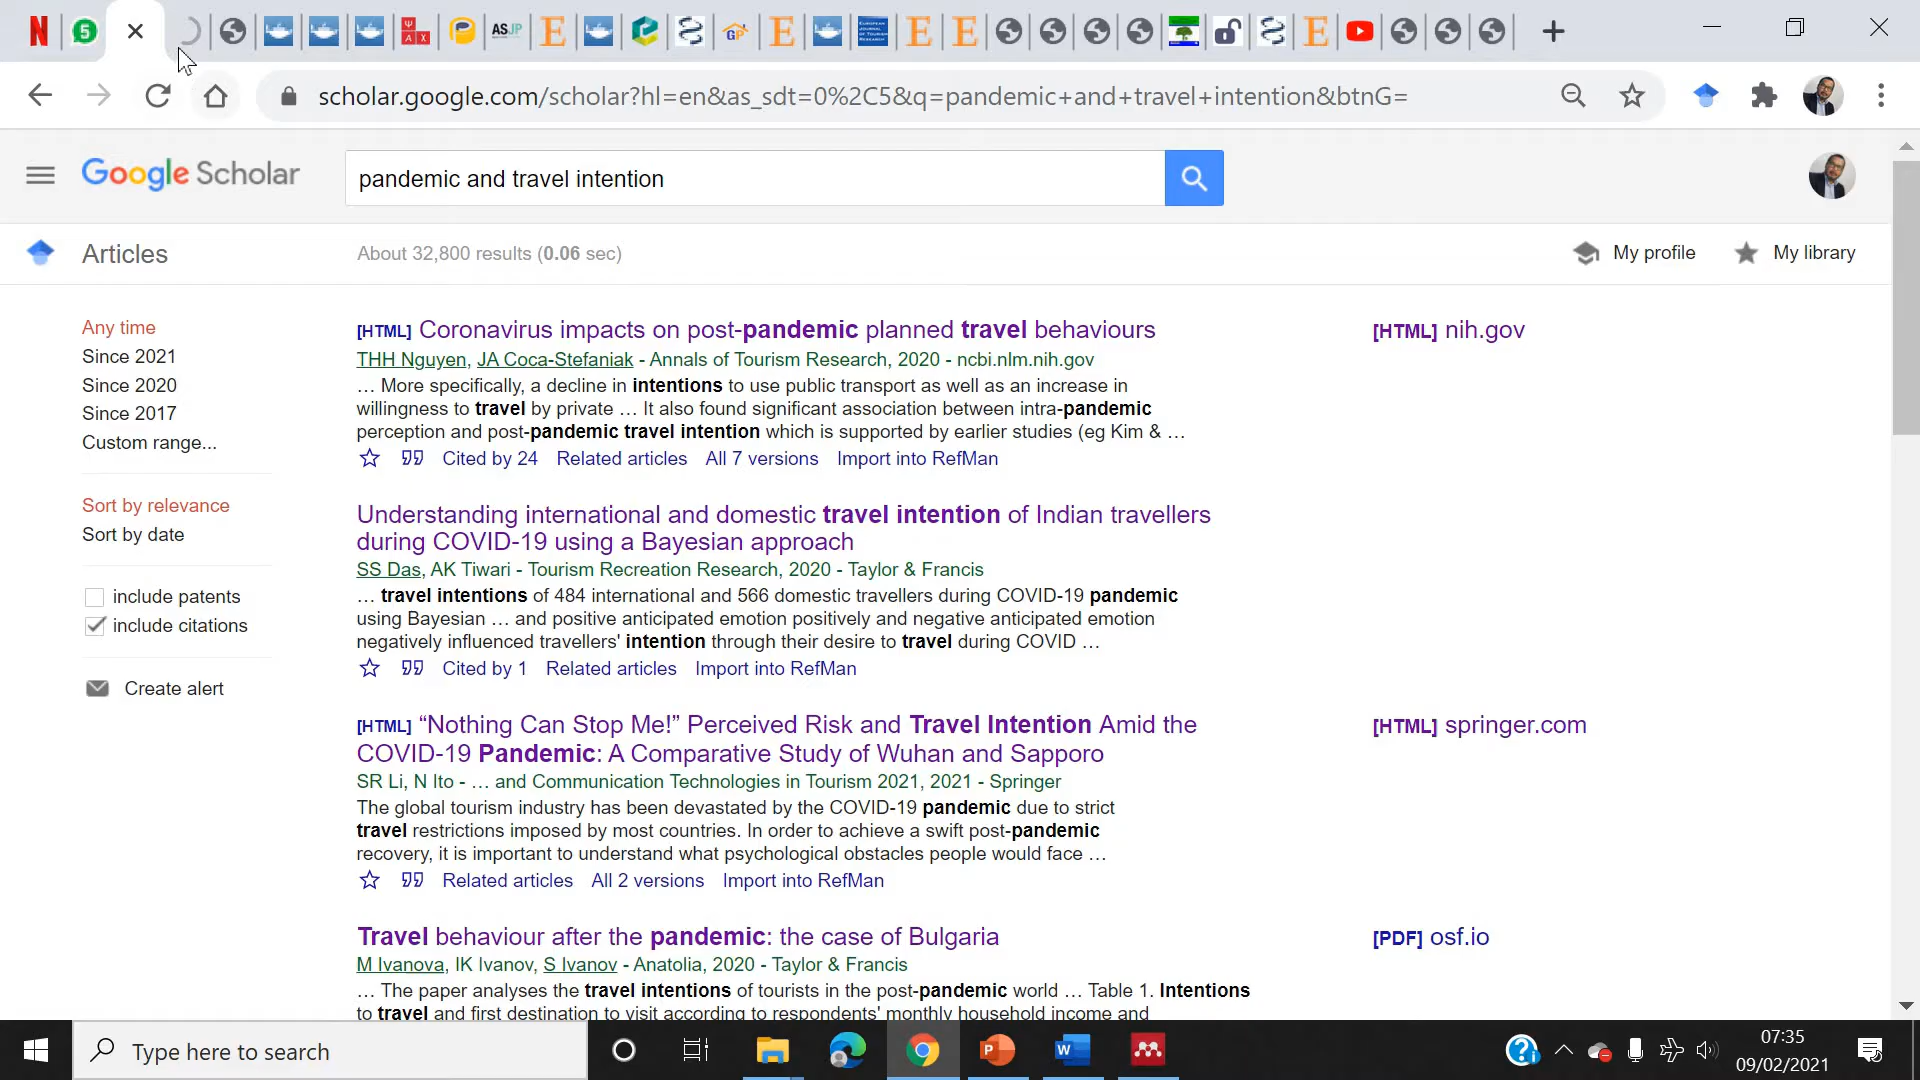 N 5 ASJP GP E
scholar.google.com/scholar?hl=en&as_sdt=0%2C5&q=pandemic+and+travel+intention&btnG=
Google Scholar
pandemic and travel intention
Articles
About 32,800 results (0.06 sec)
My profile
My library
Any time
Since 2021
Since 2020
Since 2017
Custom range...
Sort by relevance
Sort by date
include patents
include citations
Create alert
[HTML] Coronavirus impacts on post-pandemic planned travel behaviours
[HTML] nih.gov
THH Nguyen, JA Coca-Stefaniak - Annals of Tourism Research, 2020 - ncbi.nlm.nih.gov
… More specifically, a decline in intentions to use public transport as well as an increase in
willingness to travel by private … It also found significant association between intra-pandemic
perception and post-pandemic travel intention which is supported by earlier studies (eg Kim & …
Cited by 24 Related articles All 7 versions Import into RefMan
Understanding international and domestic travel intention of Indian travellers
during COVID-19 using a Bayesian approach
SS Das, AK Tiwari - Tourism Recreation Research, 2020 - Taylor & Francis
… travel intentions of 484 international and 566 domestic travellers during COVID-19 pandemic
using Bayesian … and positive anticipated emotion positively and negative anticipated emotion
negatively influenced travellers' intention through their desire to travel during COVID …
Cited by 1 Related articles Import into RefMan
[HTML] “Nothing Can Stop Me!” Perceived Risk and Travel Intention Amid the
COVID-19 Pandemic: A Comparative Study of Wuhan and Sapporo
[HTML] springer.com
SR Li, N Ito - … and Communication Technologies in Tourism 2021, 2021 - Springer
The global tourism industry has been devastated by the COVID-19 pandemic due to strict
travel restrictions imposed by most countries. In order to achieve a swift post-pandemic
recovery, it is important to understand what psychological obstacles people would face …
Related articles All 2 versions Import into RefMan
Travel behaviour after the pandemic: the case of Bulgaria
[PDF] osf.io
M Ivanova, IK Ivanov, S Ivanov - Anatolia, 2020 - Taylor & Francis
… The paper analyses the travel intentions of tourists in the post-pandemic world … Table 1. Intentions
to travel and first destination to visit according to respondents' monthly household income and
Type here to search
07:35
09/02/2021